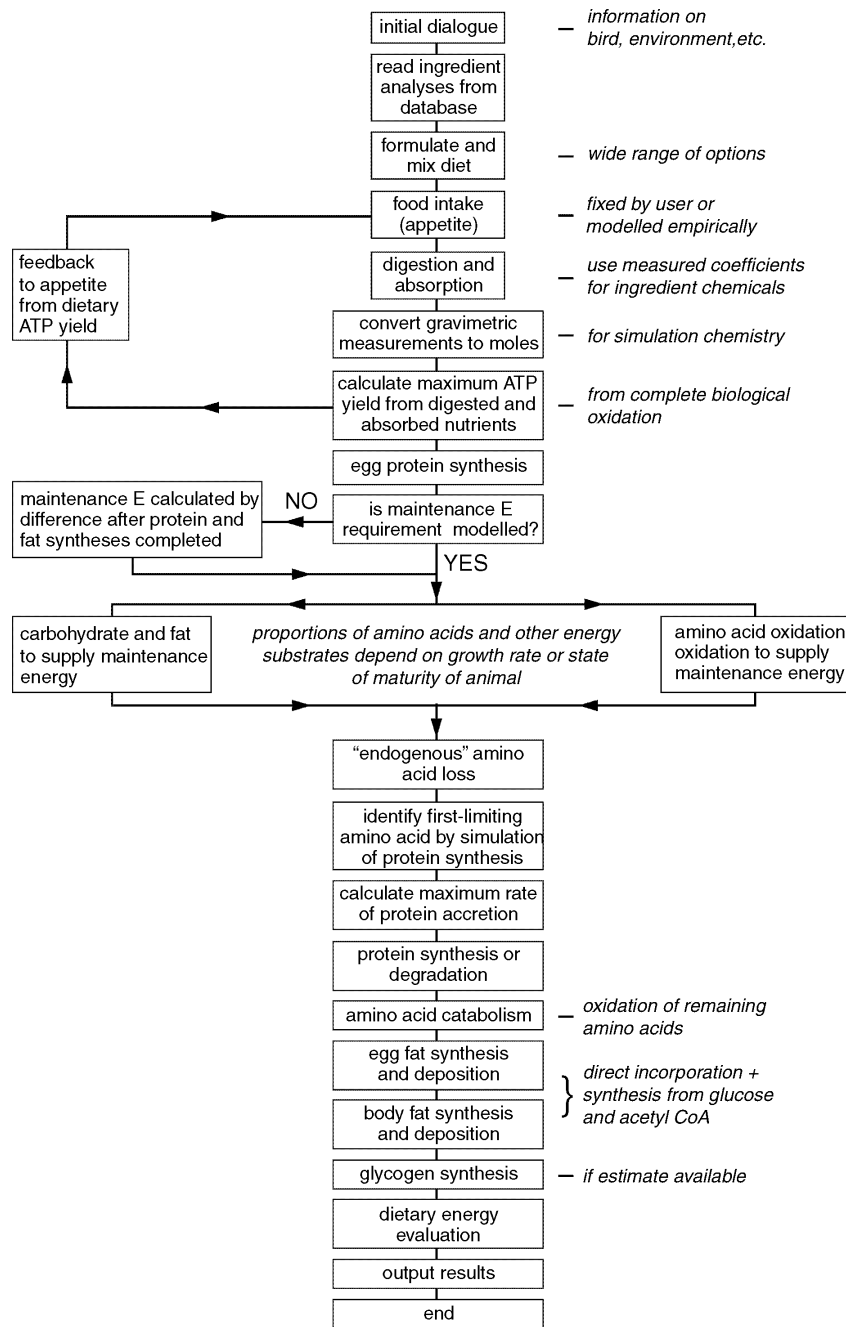 initial dialogue
information on
bird, environment,etc.
read ingredient
analyses from
database
formulate and
mix diet
wide range of options
food intake
(appetite)
fixed by user or
modelled empirically
feedback
to appetite
from dietary
ATP yield
digestion and
absorption
use measured coefficients
for ingredient chemicals
convert gravimetric
measurements to moles
for simulation chemistry
calculate maximum ATP
yield from digested and
absorbed nutrients
from complete biological
oxidation
egg protein synthesis
maintenance E calculated by
difference after protein and
fat syntheses completed
NO
is maintenance E
requirement modelled?
YES
carbohydrate and fat
to supply maintenance
energy
proportions of amino acids and other energy
substrates depend on growth rate or state
of maturity of animal
amino acid oxidation
oxidation to supply
maintenance energy
“endogenous” amino
acid loss
identify first-limiting
amino acid by simulation
of protein synthesis
calculate maximum rate
of protein accretion
protein synthesis or
degradation
amino acid catabolism
oxidation of remaining
amino acids
egg fat synthesis
and deposition
direct incorporation +
synthesis from glucose
and acetyl CoA
body fat synthesis
and deposition
glycogen synthesis
if estimate available
dietary energy
evaluation
output results
end